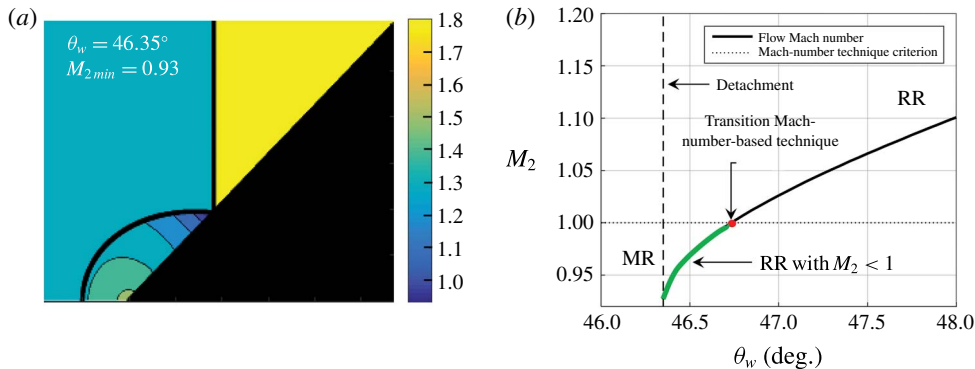 (a)
θw = 46.35°
M2 min = 0.93
1.8
1.7
1.6
1.5
1.4
1.3
1.2
1.1
1.0
(b)
1.20
1.15
1.10
1.05
1.00
0.95
M2
Flow Mach number
Mach-number technique criterion
Detachment
RR
Transition Mach-
number-based technique
MR
RR with M2 < 1
46.0
46.5
47.0
47.5
48.0
θw (deg.)